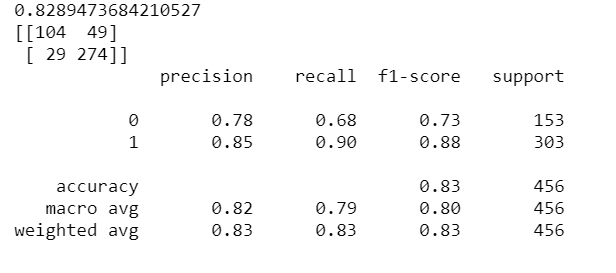 0.8289473684210527
[[104  49]
 [ 29 274]]
              precision    recall  f1-score   support

           0       0.78      0.68      0.73       153
           1       0.85      0.90      0.88       303

    accuracy                           0.83       456
   macro avg       0.82      0.79      0.80       456
weighted avg       0.83      0.83      0.83       456